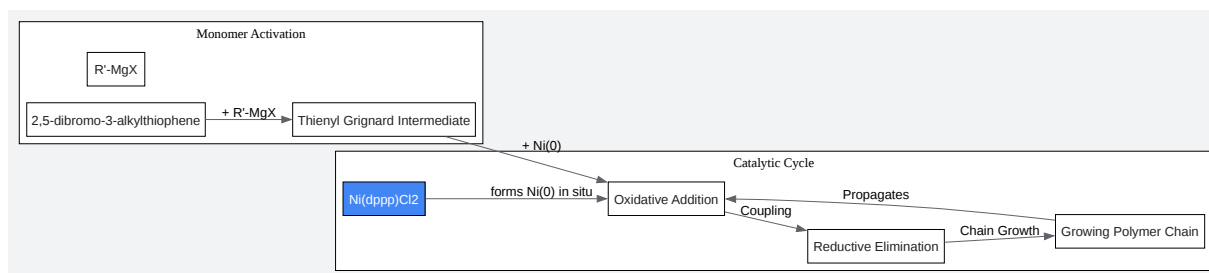 Monomer Activation
R'-MgX
2,5-dibromo-3-alkylthiophene
+ R'-MgX
Thienyl Grignard Intermediate
+ Ni(0)
Catalytic Cycle
Ni(dppp)Cl2
forms Ni(0) in situ
Oxidative Addition
Propagates
Coupling
Reductive Elimination
Chain Growth
Growing Polymer Chain